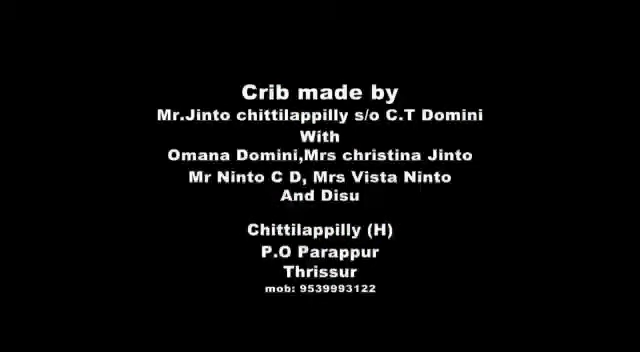 Crib made by
Mr.Jinto chittilappilly s/o C.T Domini
With
Omana Domini,Mrs christina Jinto
Mr Ninto C D, Mrs Vista Ninto
And Disu
Chittilappilly (H)
P.O Parappur
Thrissur
mob: 9539993122